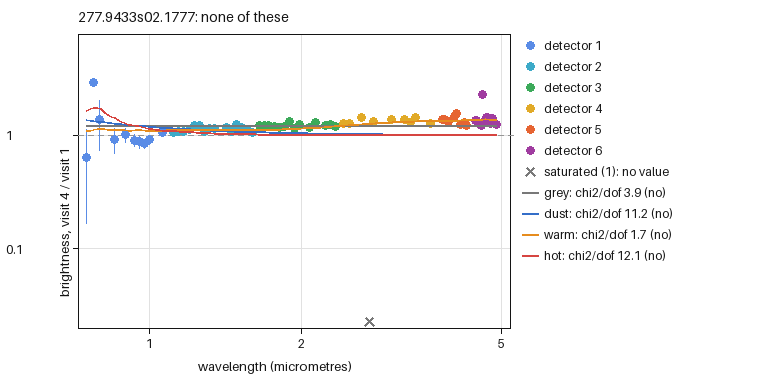 277.9433s02.1777: none of these
brightness, visit 4 / visit 1
1
0.1
1
2
5
wavelength (micrometres)
detector 1
detector 2
detector 3
detector 4
detector 5
detector 6
saturated (1): no value
grey: chi2/dof 3.9 (no)
dust: chi2/dof 11.2 (no)
warm: chi2/dof 1.7 (no)
hot: chi2/dof 12.1 (no)